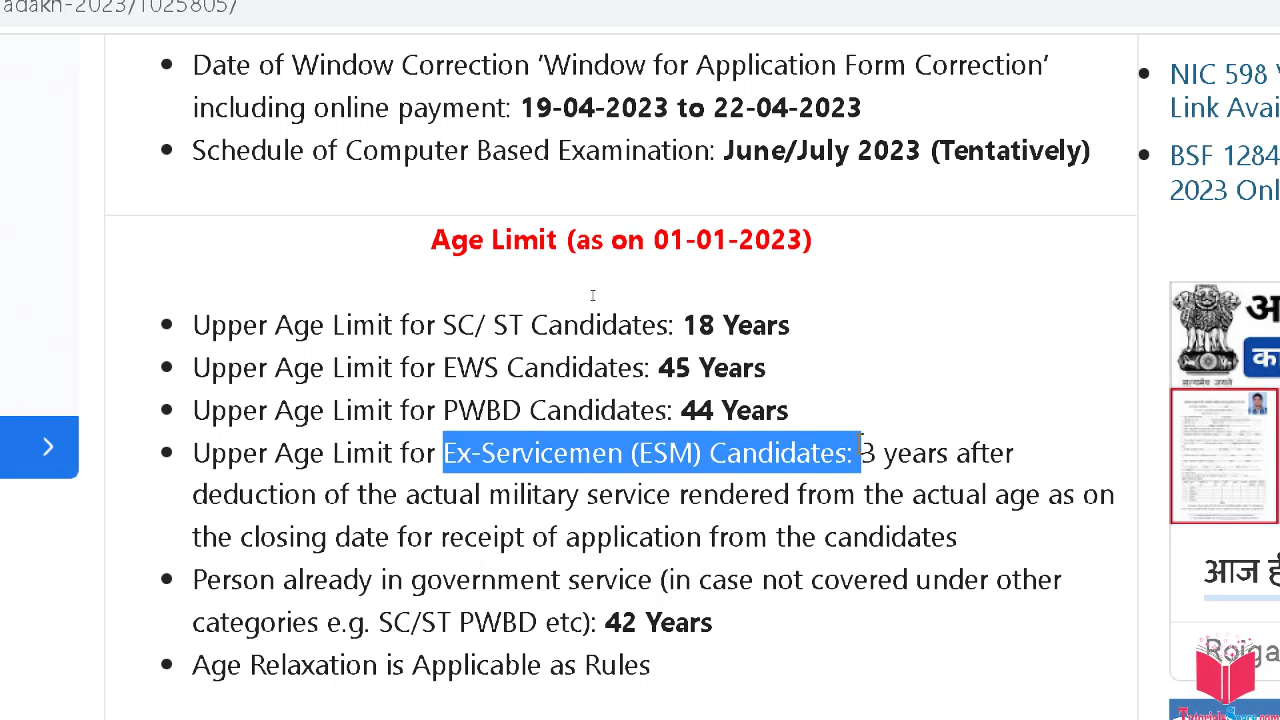 adakh-2023/1025805/
Date of Window Correction 'Window for Application Form Correction'
including online payment: 19-04-2023 to 22-04-2023
Schedule of Computer Based Examination: June/July 2023 (Tentatively)
Age Limit (as on 01-01-2023)
Upper Age Limit for SC/ ST Candidates: 18 Years
Upper Age Limit for EWS Candidates: 45 Years
Upper Age Limit for PWBD Candidates: 44 Years
Upper Age Limit for Ex-Servicemen (ESM) Candidates: 3 years after
deduction of the actual military service rendered from the actual age as on
the closing date for receipt of application from the candidates
Person already in government service (in case not covered under other
categories e.g. SC/ST PWBD etc): 42 Years
Age Relaxation is Applicable as Rules
NIC 598
Link Avai
BSF 1284
2023 Onl
सत्यमेव जयते
आज ही